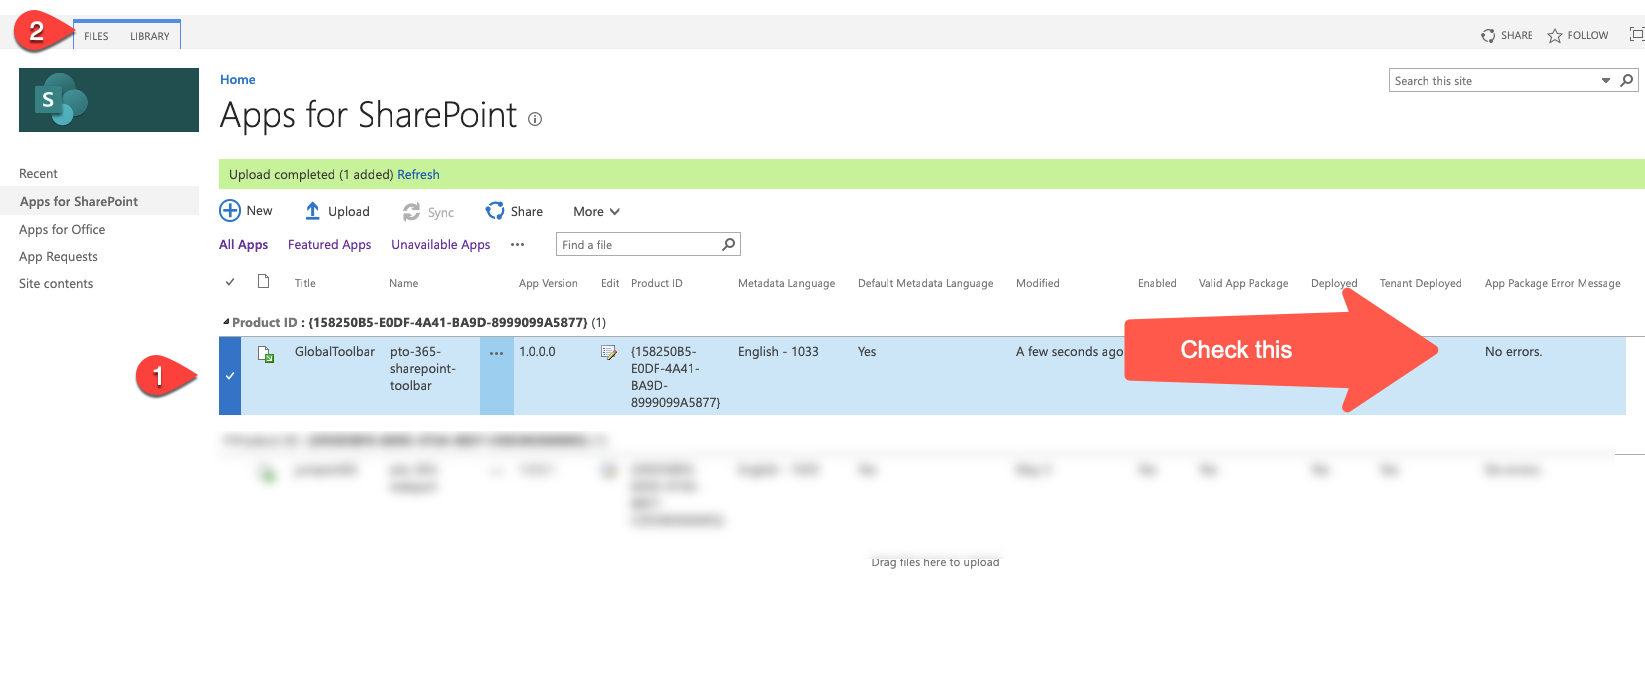 2
FILES LIBRARY
SHARE FOLLOW
S
Home
Search this site
Apps for SharePoint
Recent
Apps for SharePoint
Apps for Office
App Requests
Site contents
Upload completed (1 added) Refresh
New Upload Sync Share More
All Apps Featured Apps Unavailable Apps ... Find a file
Title Name App Version Edit Product ID Metadata Language Default Metadata Language Modified Enabled Valid App Package Deployed Tenant Deployed App Package Error Message
Product ID : {158250B5-E0DF-4A41-BA9D-8999099A5877} (1)
1
GlobalToolbar pto-365- ... 1.0.0.0 {158250B5- English - 1033 Yes A few seconds ago Check this No errors.
sharepoint- E0DF-4A41-
toolbar BA9D-
8999099A5877}
Drag files here to upload